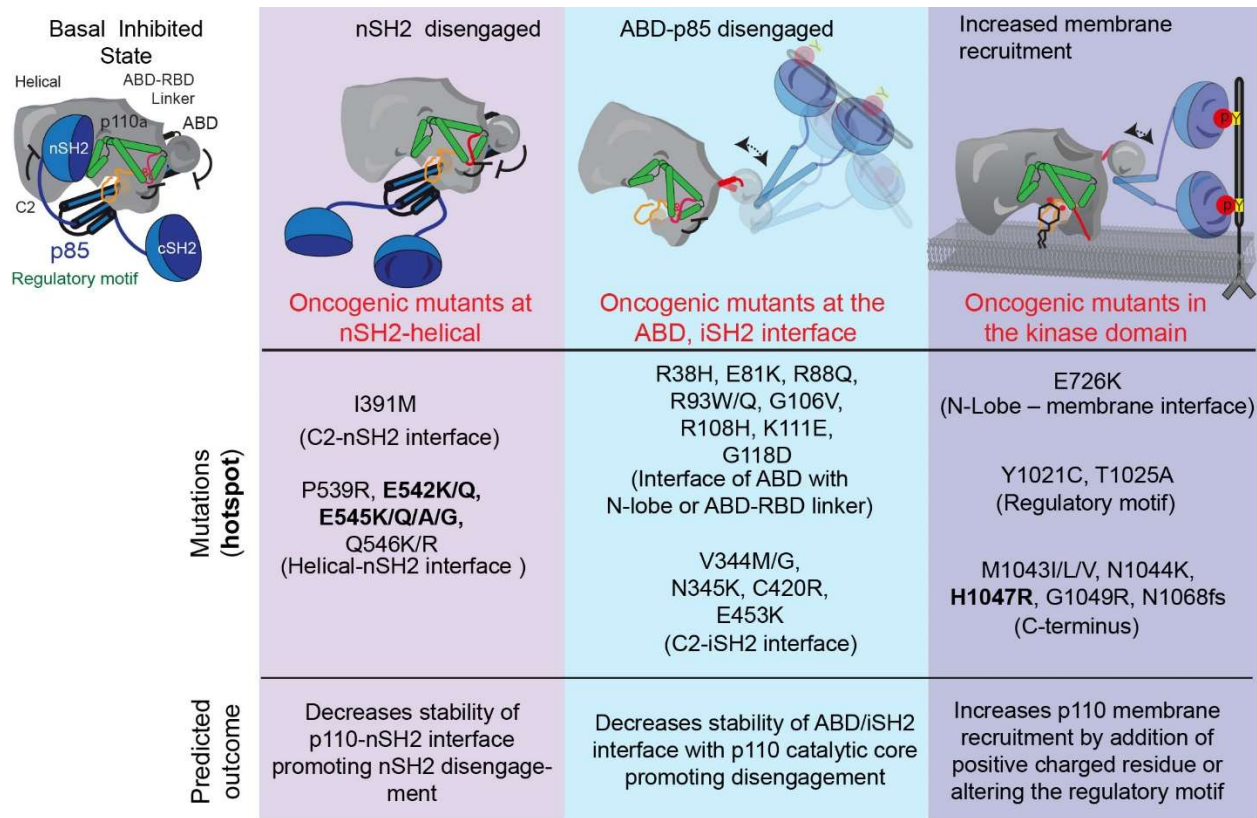 Basal Inhibited
State
Helical
ABD-RBD
Linker
p110a
ABD
nSH2
C2
p85
cSH2
Regulatory motif
nSH2 disengaged
Oncogenic mutants at
nSH2-helical
ABD-p85 disengaged
Y
Y
Oncogenic mutants at the
ABD, iSH2 interface
Increased membrane
recruitment
p
Y
p
Y
Oncogenic mutants in
the kinase domain
Mutations
(hotspot)
I391M
(C2-nSH2 interface)
P539R, E542K/Q,
E545K/Q/A/G,
Q546K/R
(Helical-nSH2 interface )
R38H, E81K, R88Q,
R93W/Q, G106V,
R108H, K111E,
G118D
(Interface of ABD with
N-lobe or ABD-RBD linker)
V344M/G,
N345K, C420R,
E453K
(C2-iSH2 interface)
E726K
(N-Lobe – membrane interface)
Y1021C, T1025A
(Regulatory motif)
M1043I/L/V, N1044K,
H1047R, G1049R, N1068fs
(C-terminus)
Predicted
outcome
Decreases stability of
p110-nSH2 interface
promoting nSH2 disengage-
ment
Decreases stability of ABD/iSH2
interface with p110 catalytic core
promoting disengagement
Increases p110 membrane
recruitment by addition of
positive charged residue or
altering the regulatory motif